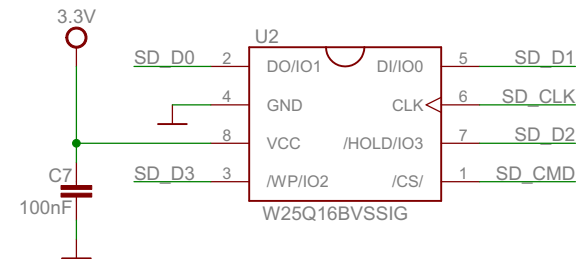 3.3V
U2
SD_D0 2 DO/IO1 DI/IO0 5 SD_D1
4 GND CLK 6 SD_CLK
8 VCC /HOLD/IO3 7 SD_D2
C7 SD_D3 3 /WP/IO2 /CS/ 1 SD_CMD
100nF W25Q16BVSSIG